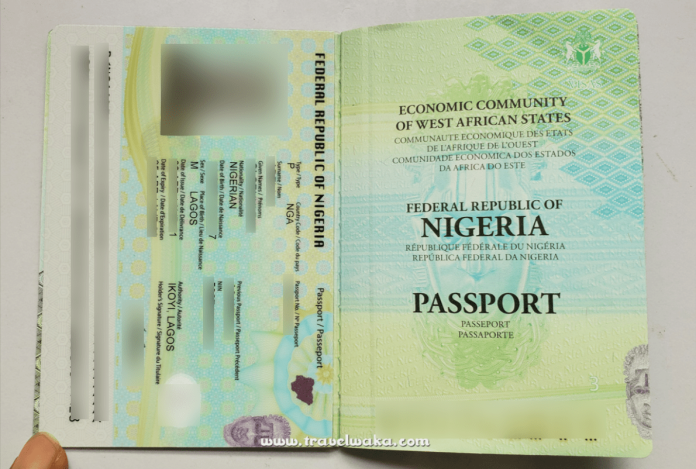 FEDERAL REPUBLIC OF NIGERIA
Passport / Passeport
Type / Type
P
Country Code / Code du pays
NGA
Passport No. / N° Passeport
Surname / Nom
Given Names / Prénoms
Nationality / Nationalité
NIGERIAN
Previous Passport / Passeport Précédent
Date of Birth / Date de Naissance
7
NIN
Sex / Sexe
M
Place of Birth / Lieu de Naissance
LAGOS
Date of Issue / Date de Délivrance
1
Authority / Autorité
IKOYI, LAGOS
Date of Expiry / Date d'Expiration
Holder's Signature / Signature du Titulaire
VISAS
ECONOMIC COMMUNITY
OF WEST AFRICAN STATES
COMMUNAUTE ECONOMIQUE DES ETATS
DE L'AFRIQUE DE L'OUEST
COMUNIDADE ECONOMICA DOS ESTADOS
DA AFRICA DO ESTE
FEDERAL REPUBLIC OF
NIGERIA
RÉPUBLIQUE FÉDÉRALE DU NIGÉRIA
REPÚBLICA FEDERAL DA NIGERIA
PASSPORT
PASSEPORT
PASSAPORTE
3
www.travelwaka.com